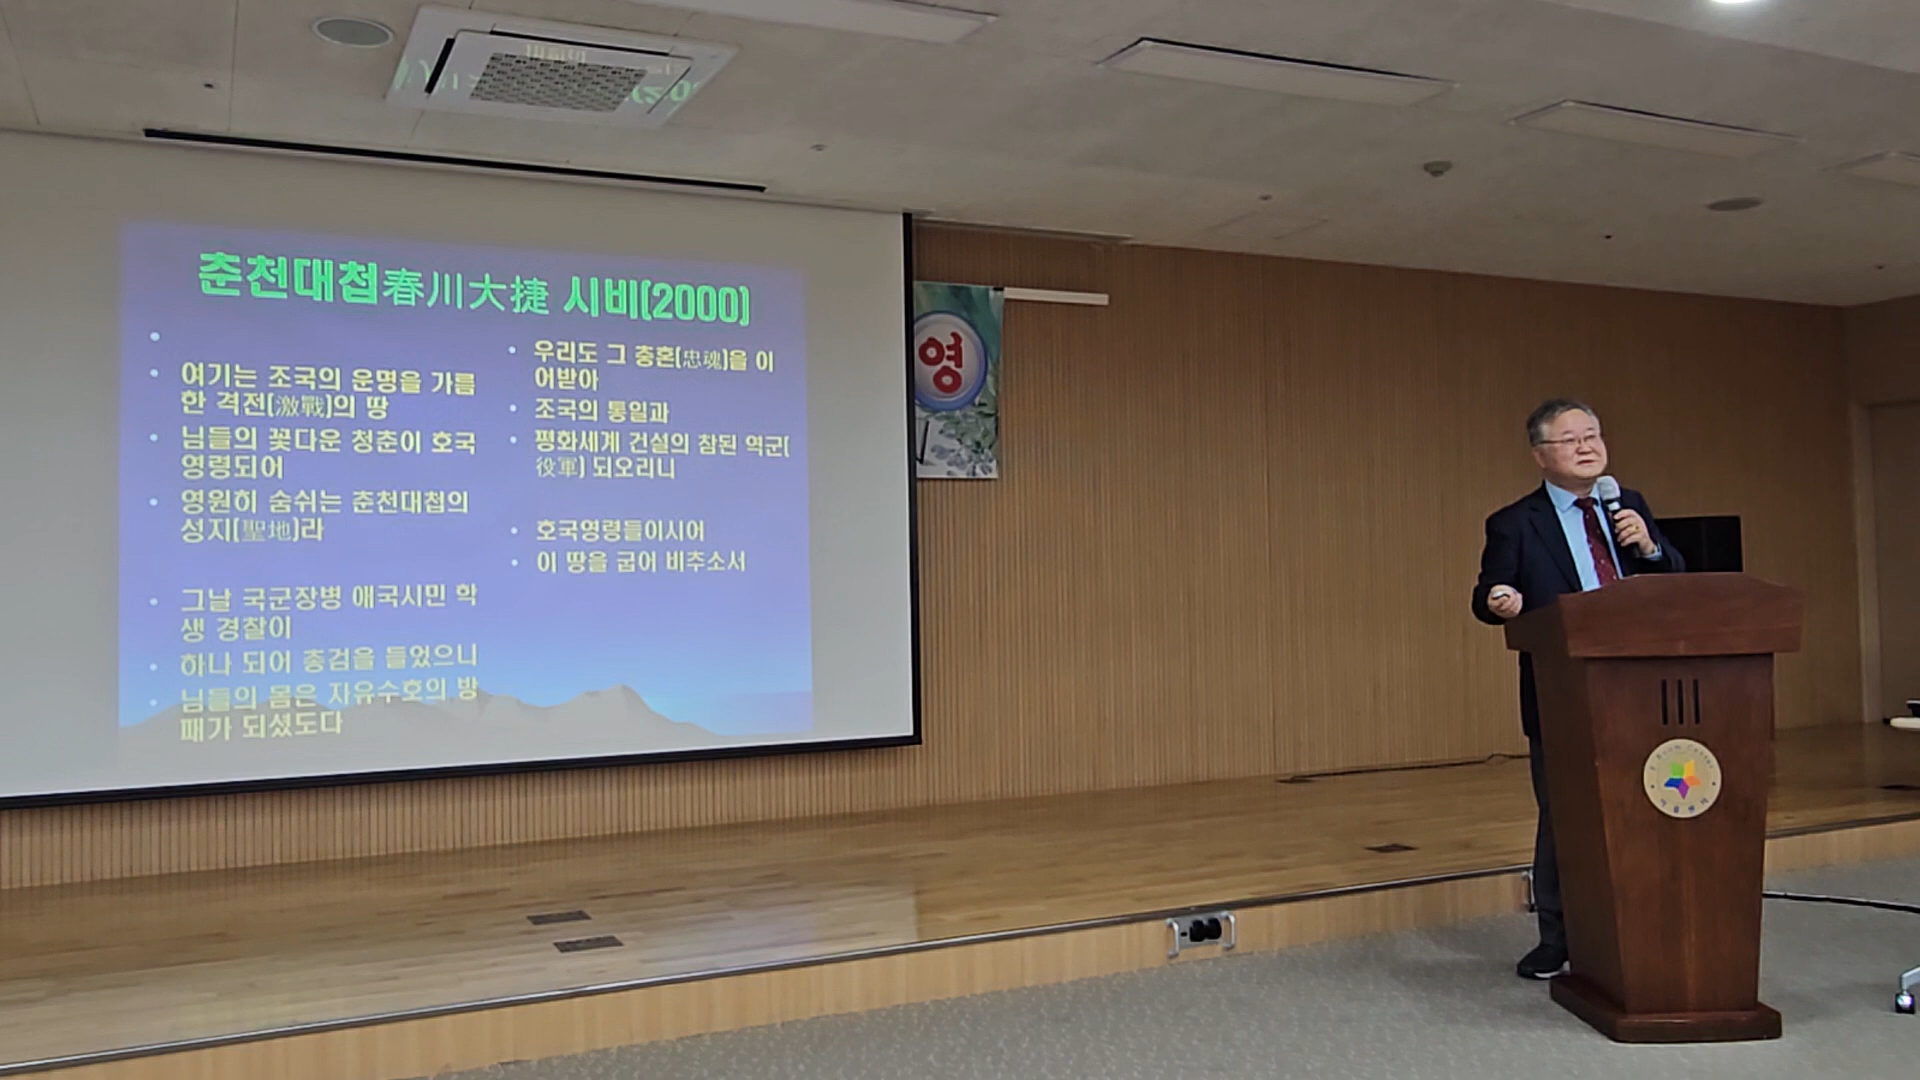 춘천대첩春川大捷 시비(2000)
여기는 조국의 운명을 가름
한 격전(激戰)의 땅
님들의 꽃다운 청춘이 호국
영령되어
영원히 숨쉬는 춘천대첩의
성지(聖地)라
그날 국군장병 애국시민 학
생 경찰이
하나 되어 총검을 들었으니
님들의 몸은 자유수호의 방
패가 되셨도다
우리도 그 충혼(忠魂)을 이
어받아
조국의 통일과
평화세계 건설의 참된 역군(
役軍) 되오리니
호국영령들이시어
이 땅을 굽어 비추소서
영